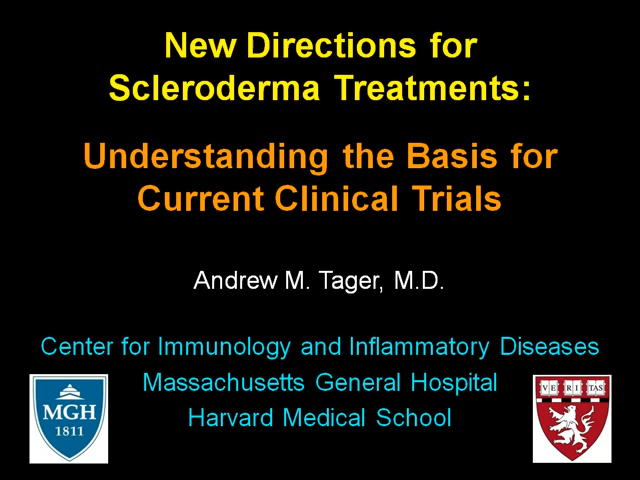 New Directions for
Scleroderma Treatments:
Understanding the Basis for
Current Clinical Trials
Andrew M. Tager, M.D.
Center for Immunology and Inflammatory Diseases
Massachusetts General Hospital
Harvard Medical School
MGH
1811
VE RI TAS